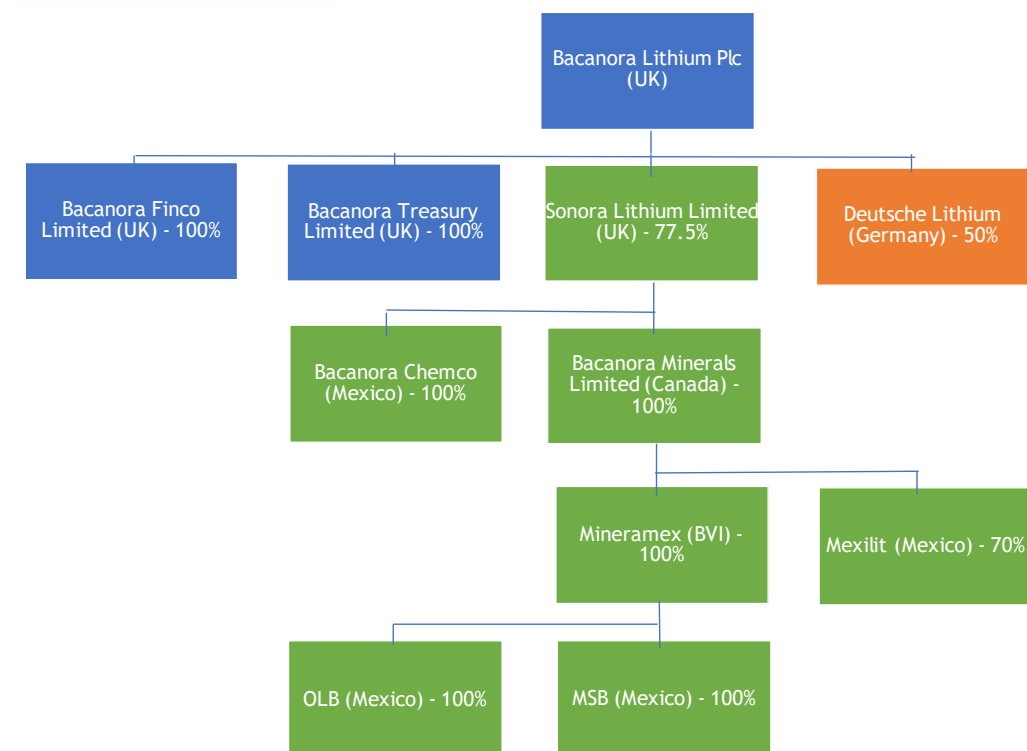 Bacanora Lithium Plc
(UK)
Bacanora Finco
Limited (UK) - 100%
Bacanora Treasury
Limited (UK) - 100%
Sonora Lithium Limited
(UK) - 77.5%
Deutsche Lithium
(Germany) - 50%
Bacanora Chemco
(Mexico) - 100%
Bacanora Minerals
Limited (Canada) -
100%
Mineramex (BVI) -
100%
Mexilit (Mexico) - 70%
OLB (Mexico) - 100%
MSB (Mexico) - 100%